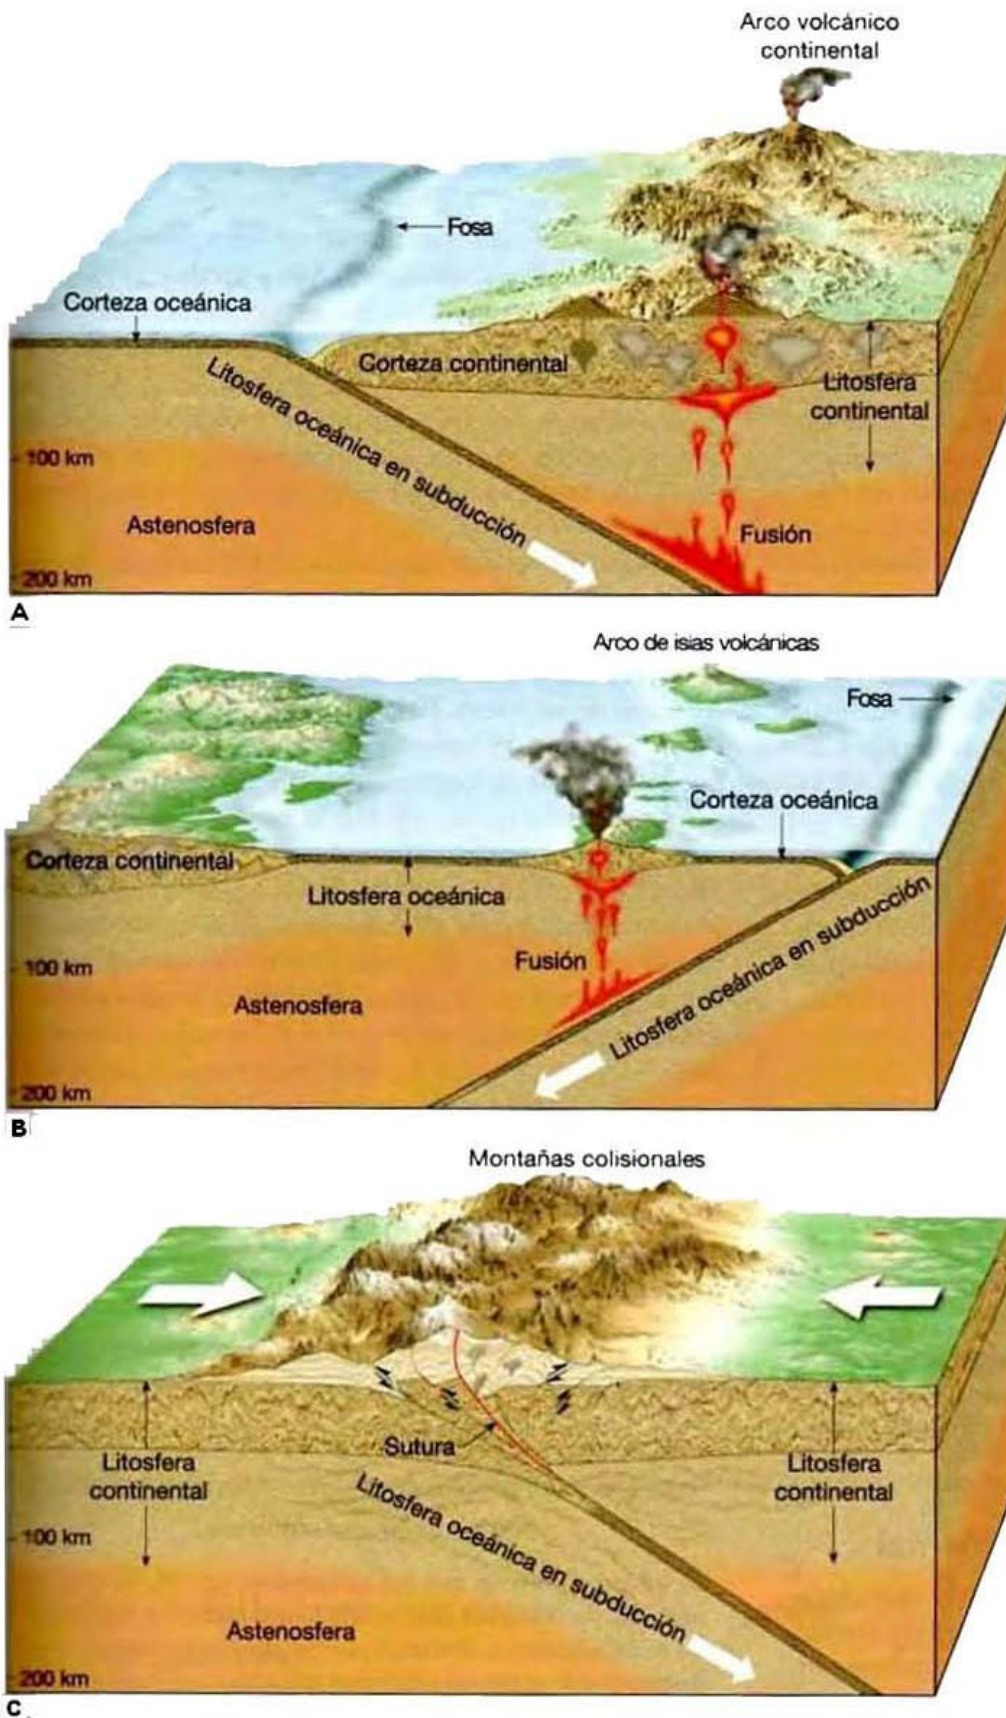 Arco volcánico
continental
Fosa
Corteza oceánica
Corteza continental
Litosfera
continental
Litosfera oceánica en subducción
100 km
Astenosfera
Fusión
200 km
A
Arco de isias volcánicas
Fosa
Corteza oceánica
Corteza continental
Litosfera oceánica
Litosfera oceánica en subducción
Fusión
100 km
Astenosfera
200 km
B
Montañas colisionales
Sutura
Litosfera
continental
Litosfera
continental
Litosfera oceánica en subducción
100 km
Astenosfera
200 km
C